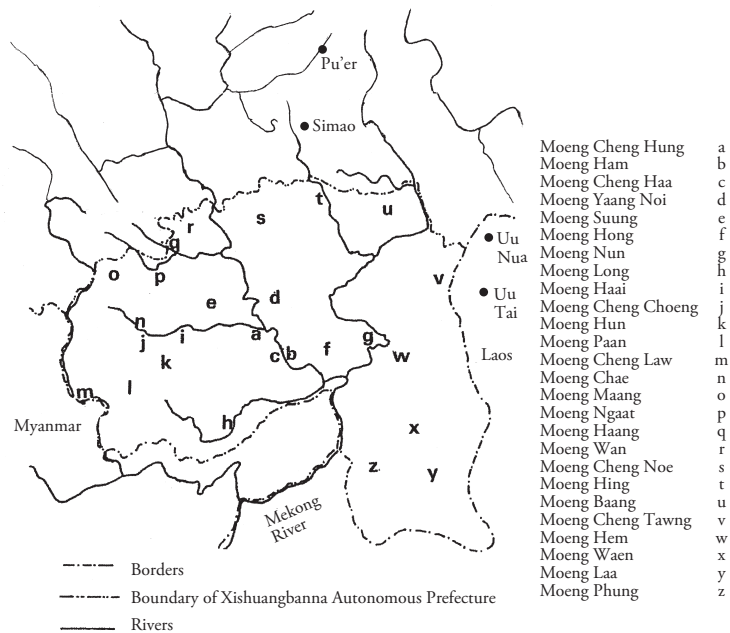 Pu'er
Simao
s
t
u
r
q
o
p
v
Uu
Nua
Uu
Tai
e
d
n
j
i
a
c
b
f
g
w
k
Laos
l
m
h
Myanmar
x
z
y
Mekong
River
Moeng Cheng Hung a
Moeng Ham b
Moeng Cheng Haa c
Moeng Yaang Noi d
Moeng Suung e
Moeng Hong f
Moeng Nun g
Moeng Long h
Moeng Haai i
Moeng Cheng Choeng j
Moeng Hun k
Moeng Paan l
Moeng Cheng Law m
Moeng Chae n
Moeng Maang o
Moeng Ngaat p
Moeng Haang q
Moeng Wan r
Moeng Cheng Noe s
Moeng Hing t
Moeng Baang u
Moeng Cheng Tawng v
Moeng Hem w
Moeng Waen x
Moeng Laa y
Moeng Phung z
Borders
Boundary of Xishuangbanna Autonomous Prefecture
Rivers